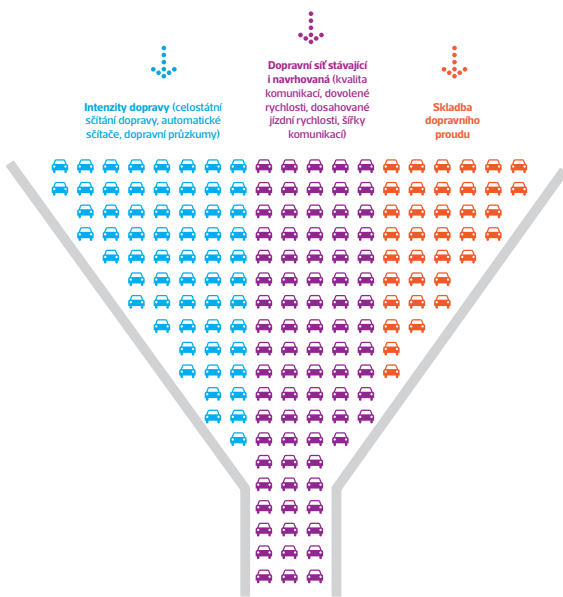 Intenzity dopravy (celostátní
sčítání dopravy, automatické
sčítače, dopravní průzkumy)
Dopravní síť stávající
i navrhovaná (kvalita
komunikací, dovolené
rychlosti, dosahované
jízdní rychlosti, šířky
komunikací)
Skladba
dopravního
proudu